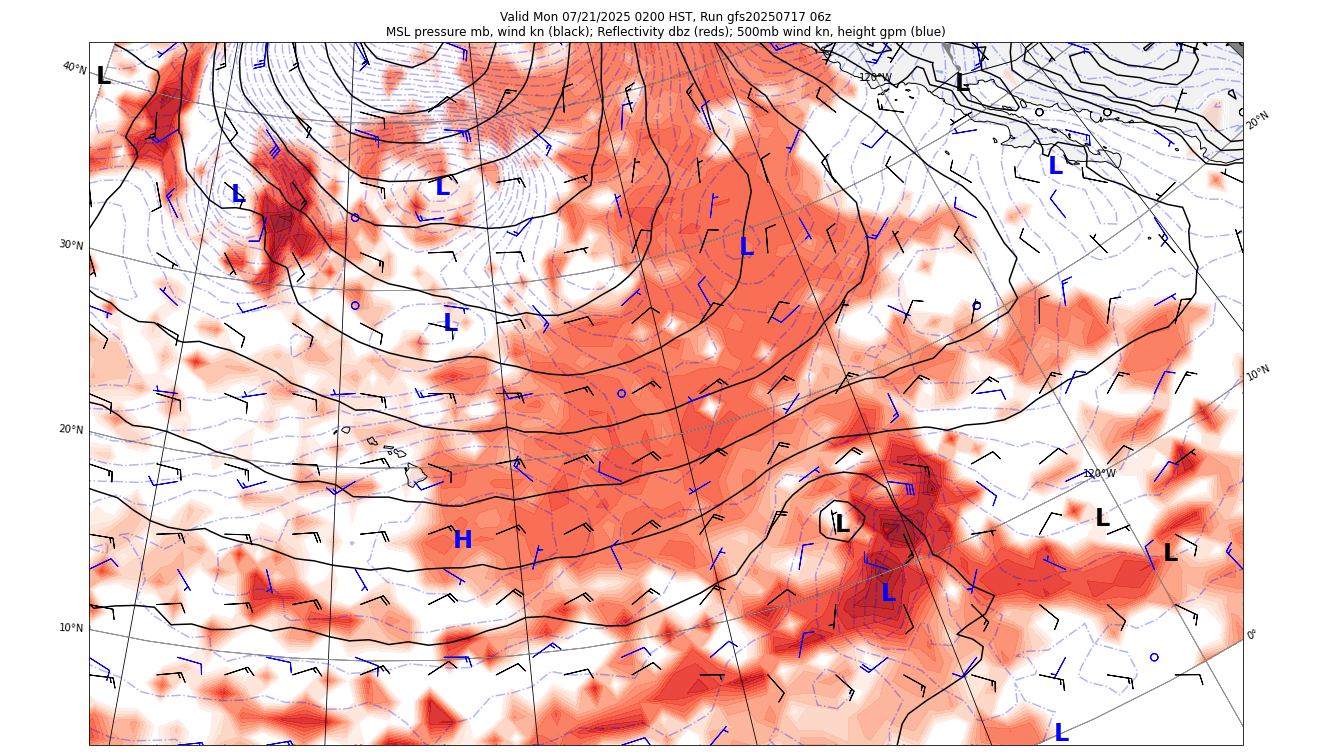 Valid Mon 07/21/2025 0200 HST, Run gfs20250717 06z
MSL pressure mb, wind kn (black); Reflectivity dbz (reds); 500mb wind kn, height gpm (blue)
40°N
L
120°W
L
20°N
L
L
L
30°N
L
L
10°N
20°N
120°W
L
L
H
L
L
10°N
0°
L